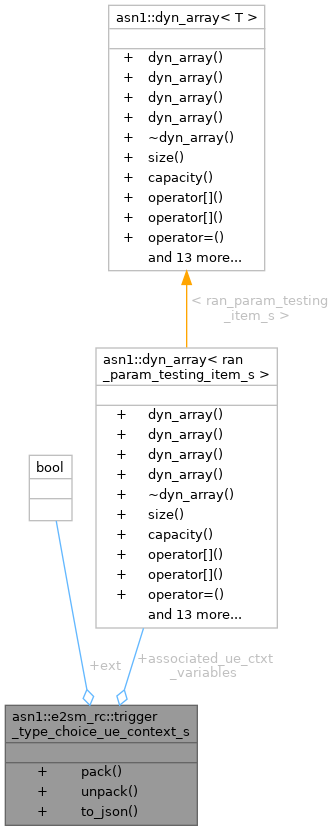 asn1::dyn_array< T >
+ dyn_array()
+ dyn_array()
+ dyn_array()
+ dyn_array()
+ ~dyn_array()
+ size()
+ capacity()
+ operator[]()
+ operator[]()
+ operator=()
and 13 more...
< ran_param_testing
_item_s >
asn1::dyn_array< ran
_param_testing_item_s >
+ dyn_array()
+ dyn_array()
+ dyn_array()
+ dyn_array()
+ ~dyn_array()
+ size()
+ capacity()
+ operator[]()
+ operator[]()
+ operator=()
and 13 more...
bool
+ext
+associated_ue_ctxt
_variables
asn1::e2sm_rc::trigger
_type_choice_ue_context_s
+ pack()
+ unpack()
+ to_json()